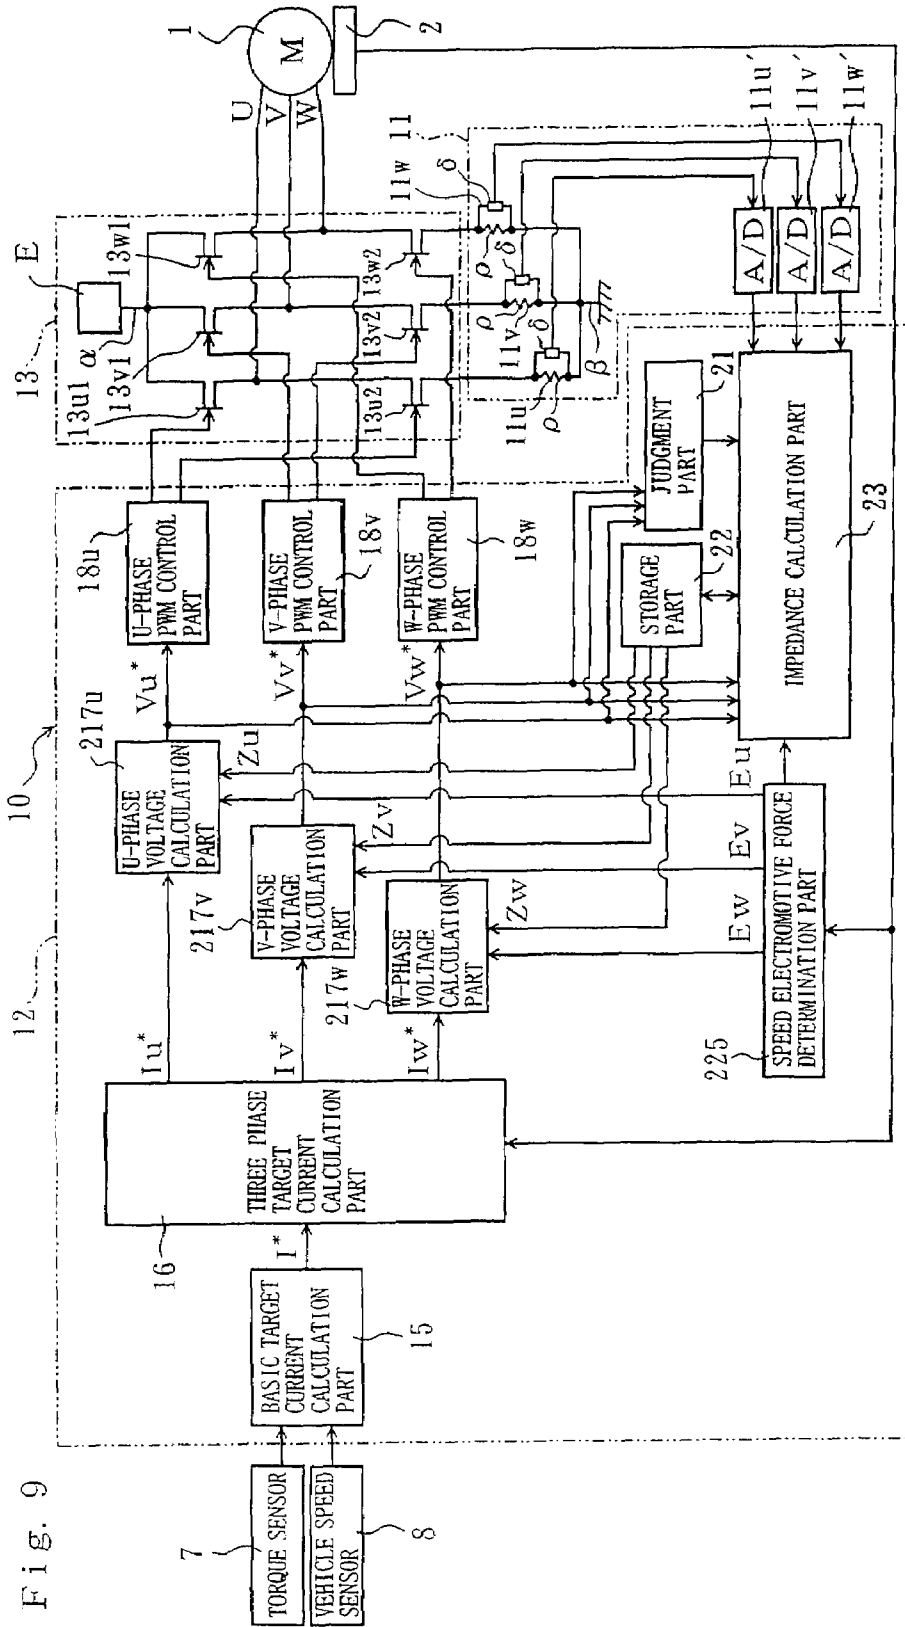 Fig. 9
10
12
7
TORQUE SENSOR
VEHICLE SPEED
SENSOR
8
BASIC TARGET
CURRENT
CALCULATION
PART
15
I*
16
THREE PHASE
TARGET
CURRENT
CALCULATION
PART
Iu*
Iv*
Iw*
217u
U-PHASE
VOLTAGE
CALCULATION
PART
217v
V-PHASE
VOLTAGE
CALCULATION
PART
217w
W-PHASE
VOLTAGE
CALCULATION
PART
Zu
Zv
Zw
Eu
Ev
Ew
225
SPEED ELECTROMOTIVE FORCE
DETERMINATION PART
Vu*
Vv*
Vw*
18u
U-PHASE
PWM CONTROL
PART
V-PHASE
PWM CONTROL
PART
18v
W-PHASE
PWM CONTROL
PART
18w
STORAGE
PART
22
JUDGMENT
PART
21
IMPEDANCE CALCULATION PART
23
13
E
α
13u1
13v1
13w1
13u2
13v2
13w2
U
V
W
1
M
2
11
11u
11v
11w
ρ
ρ
ρ
δ
δ
δ
β
A/D
A/D
A/D
11u′
11v′
11w′